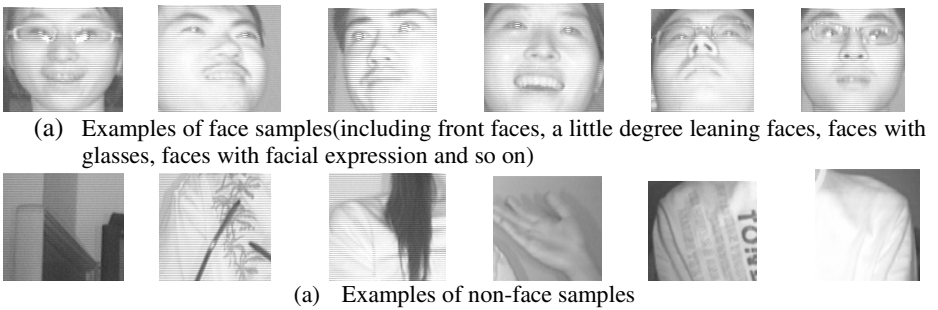 (a) Examples of face samples(including front faces, a little degree leaning faces, faces with
glasses, faces with facial expression and so on)
(a) Examples of non-face samples